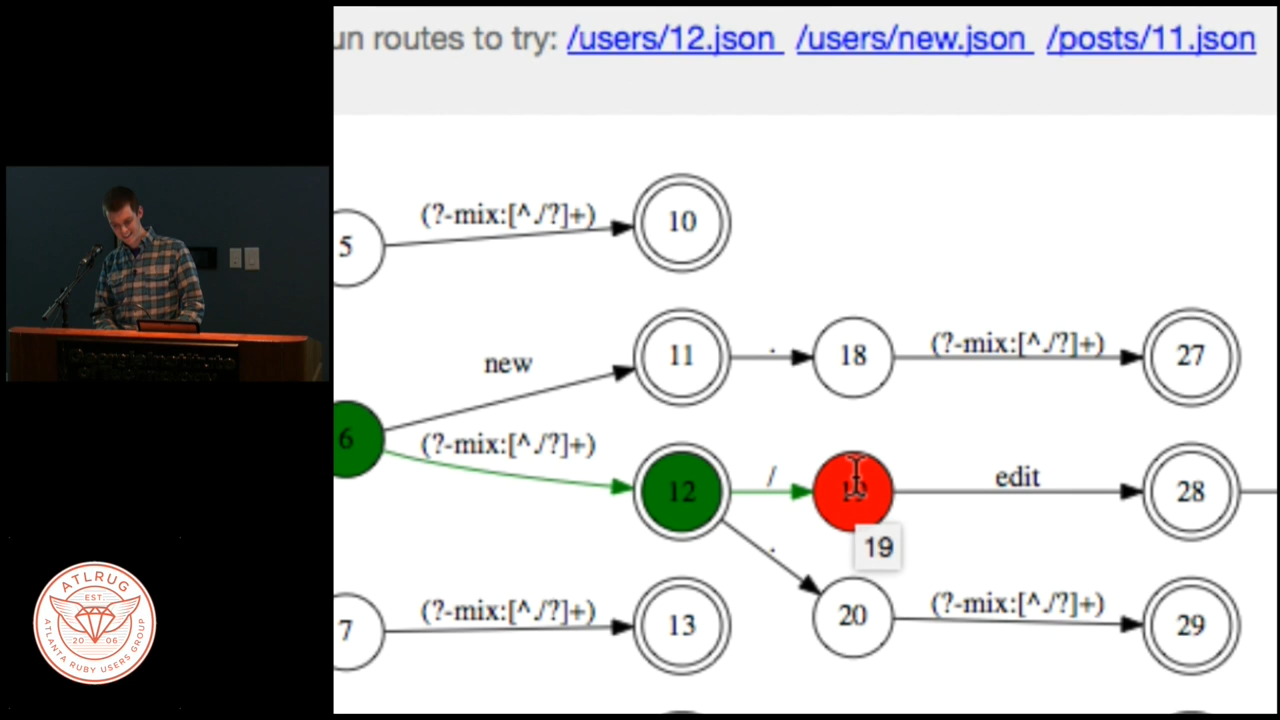 un routes to try: /users/12.json /users/new.json /posts/11.json
5 (?-mix:[^./?]+) 10
new 11 . 18 (?-mix:[^./?]+) 27
6 (?-mix:[^./?]+) 12 / 19 edit 28
19
. 20 (?-mix:[^./?]+) 29
7 (?-mix:[^./?]+) 13
ATLRUG
EST.
20 06
ATLANTA RUBY USERS GROUP